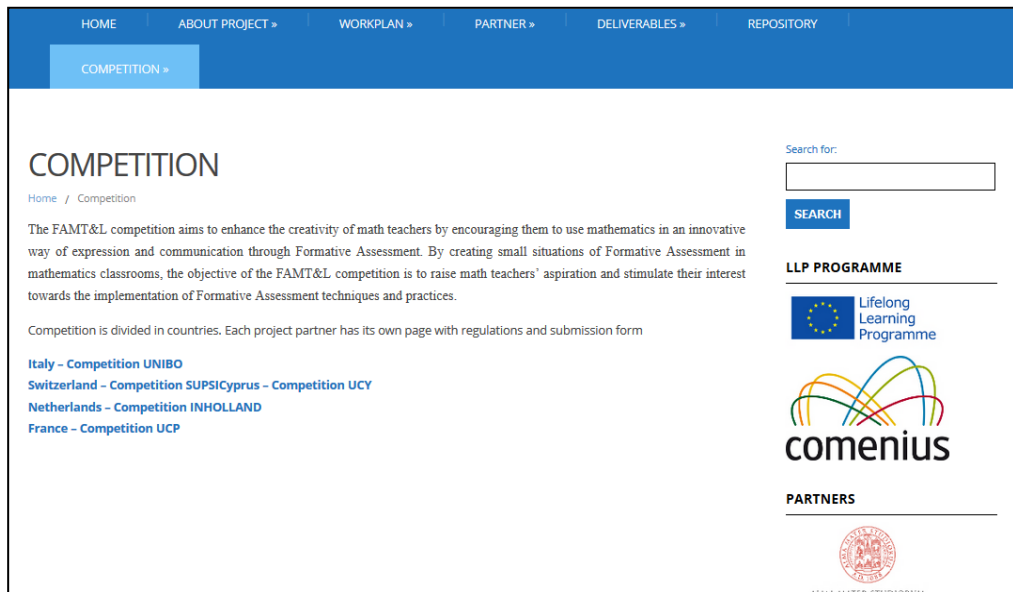 HOME ABOUT PROJECT » WORKPLAN » PARTNER » DELIVERABLES » REPOSITORY
COMPETITION »
COMPETITION
Home / Competition
The FAMT&L competition aims to enhance the creativity of math teachers by encouraging them to use mathematics in an innovative
way of expression and communication through Formative Assessment. By creating small situations of Formative Assessment in
mathematics classrooms, the objective of the FAMT&L competition is to raise math teachers' aspiration and stimulate their interest
towards the implementation of Formative Assessment techniques and practices.
Competition is divided in countries. Each project partner has its own page with regulations and submission form
Italy – Competition UNIBO
Switzerland – Competition SUPSICyprus – Competition UCY
Netherlands – Competition INHOLLAND
France – Competition UCP
Search for:
SEARCH
LLP PROGRAMME
Lifelong
Learning
Programme
comenius
PARTNERS